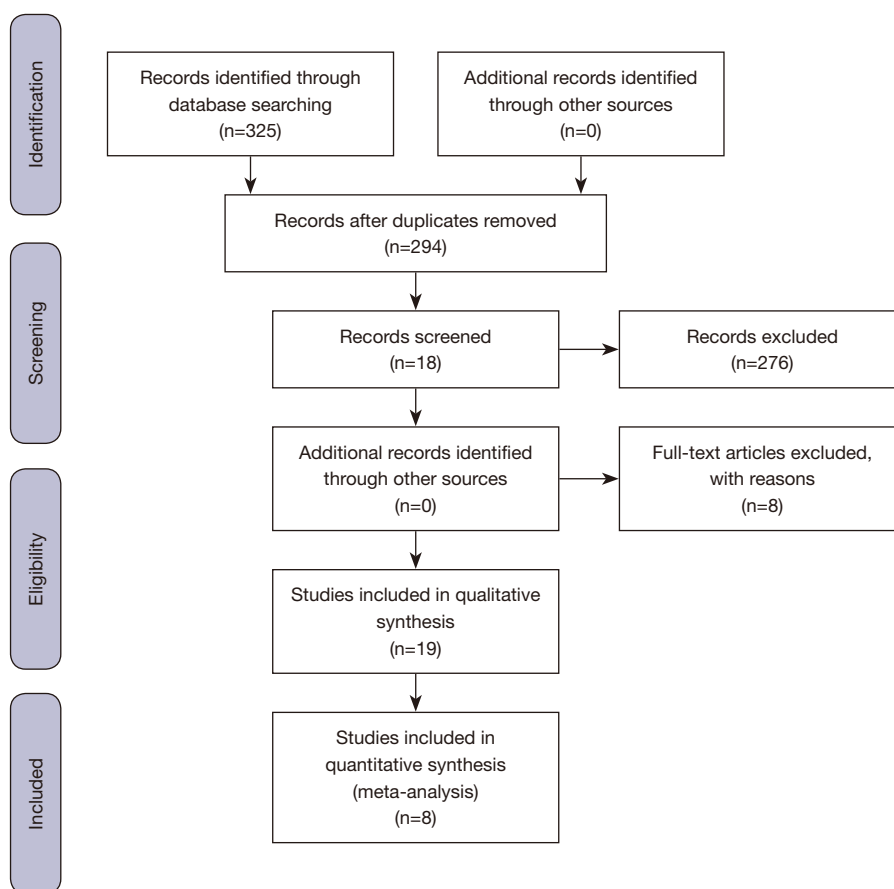 Identification
Records identified through
database searching
(n=325)
Additional records identified
through other sources
(n=0)
Records after duplicates removed
(n=294)
Screening
Records screened
(n=18)
Records excluded
(n=276)
Eligibility
Additional records identified
through other sources
(n=0)
Full-text articles excluded,
with reasons
(n=8)
Studies included in qualitative
synthesis
(n=19)
Included
Studies included in
quantitative synthesis
(meta-analysis)
(n=8)